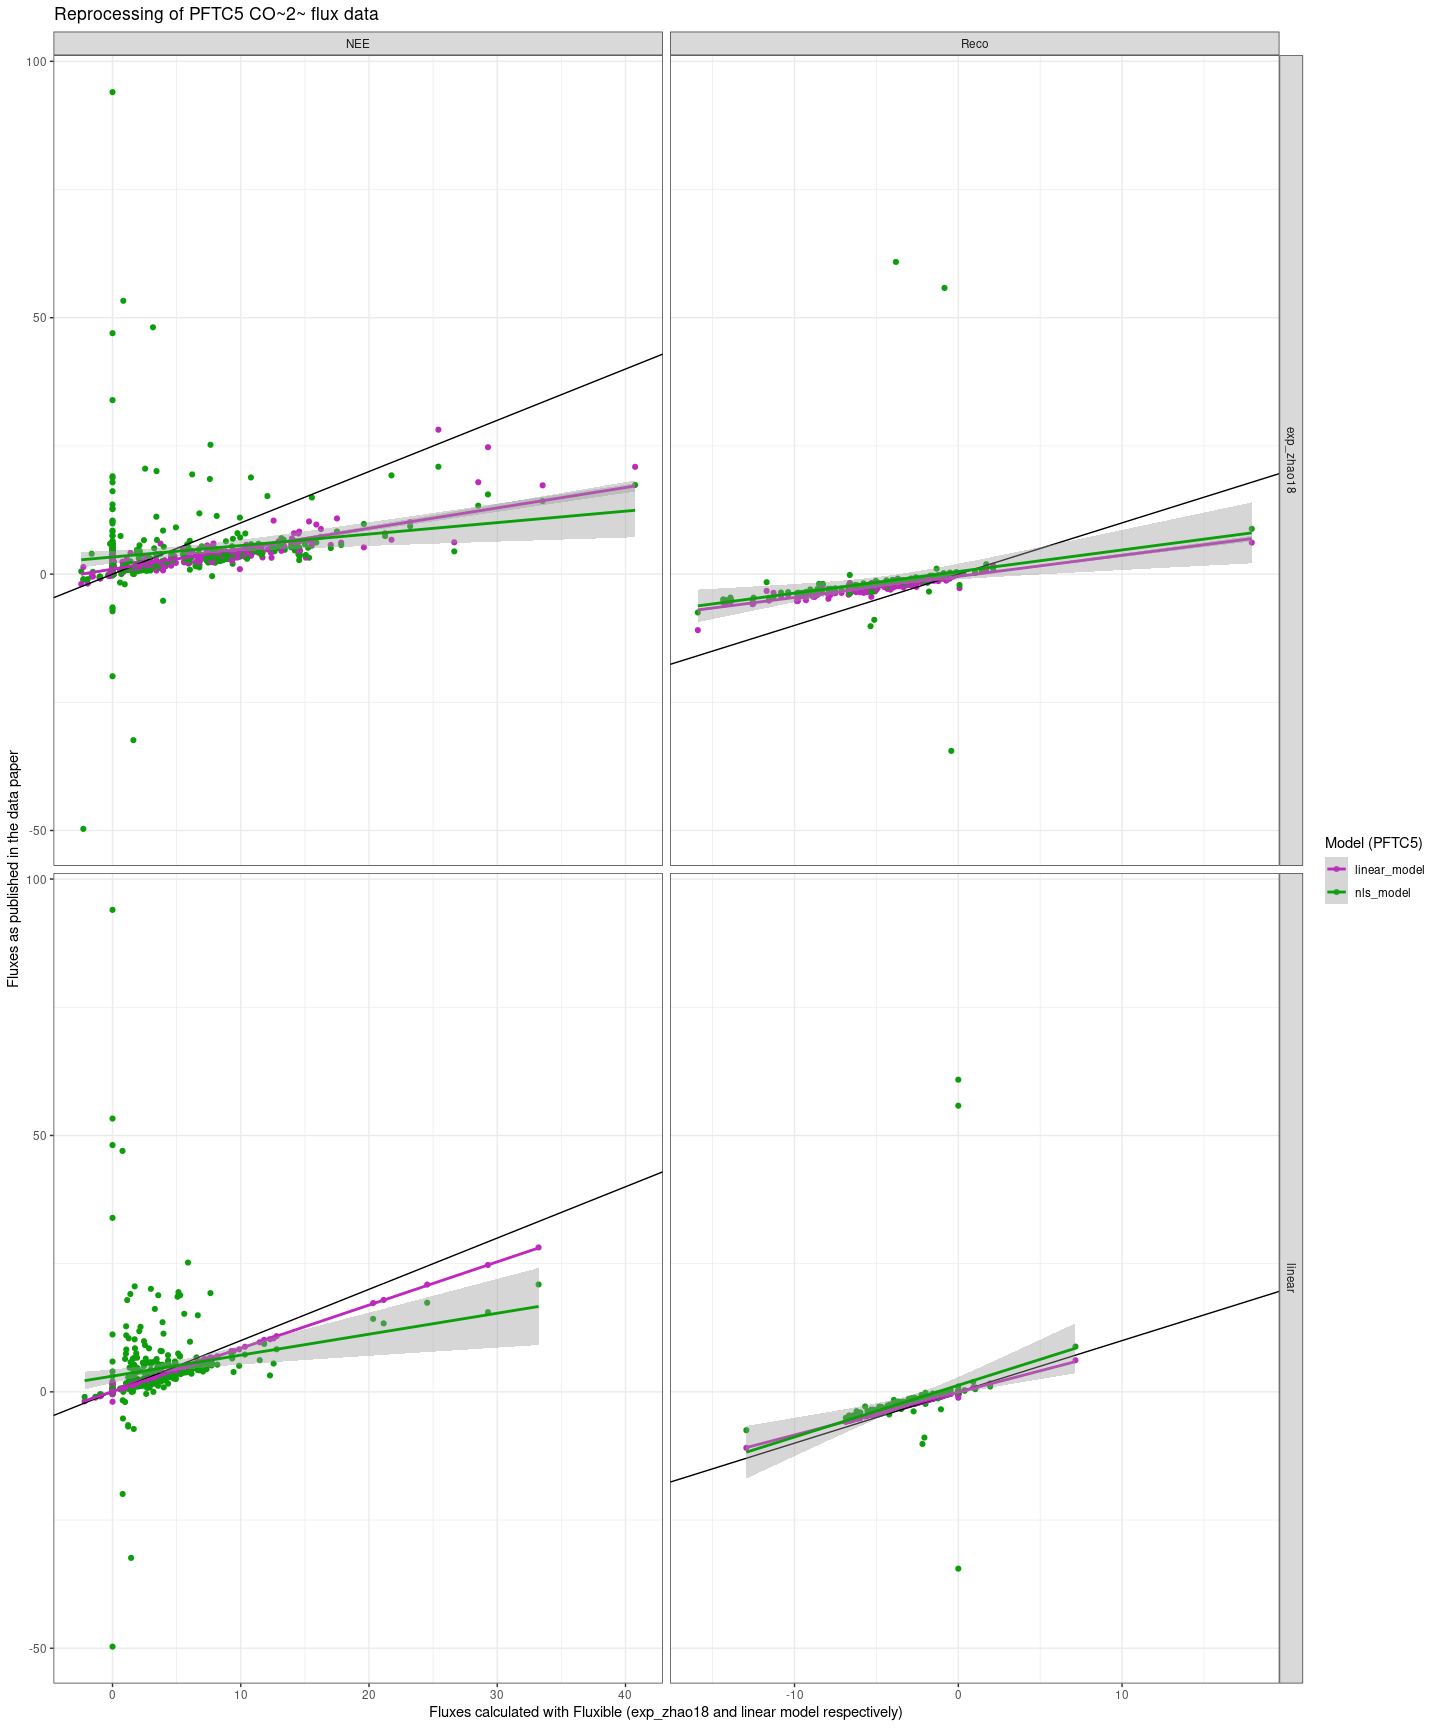 Reprocessing of PFTC5 CO~2~ flux data
NEE
Reco
100
50
0
-50
exp_zhao18
100
50
0
-50
linear
0
10
20
30
40
-10
0
10
Fluxes calculated with Fluxible (exp_zhao18 and linear model respectively)
Fluxes as published in the data paper
Model (PFTC5)
linear_model
nls_model